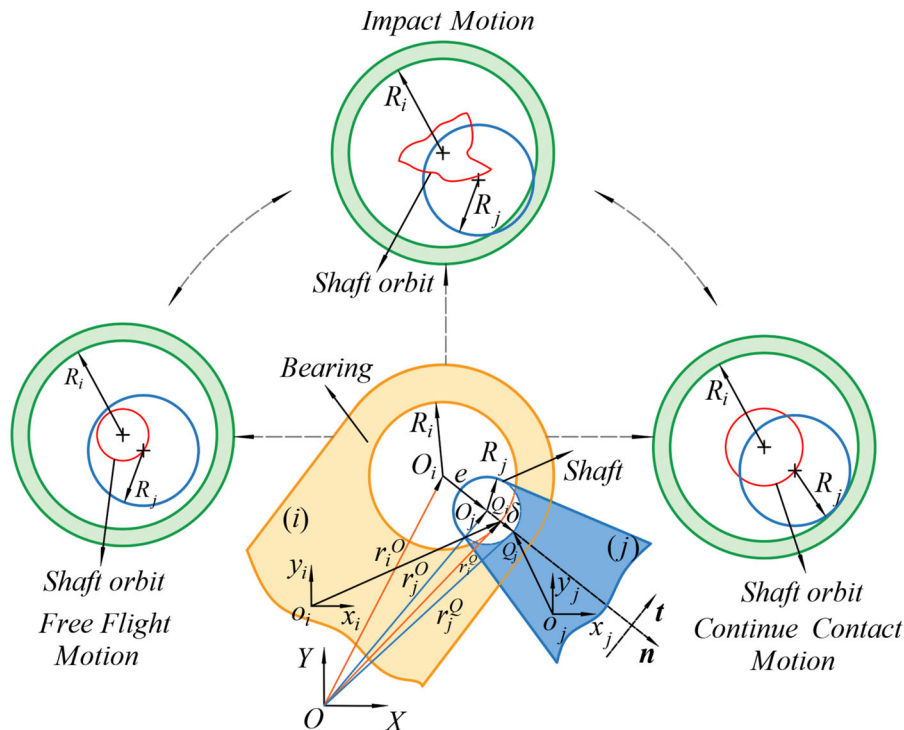 Impact Motion
R_i
R_j
Shaft orbit
Bearing
R_i
R_j
Shaft orbit
Free Flight
Motion
R_i
R_j
O_i
e
Shaft
O_j
Q_i
δ
Q_j
(i)
(j)
r_i^O
r_j^O
r_i^Q
r_j^Q
y_i
x_i
o_i
y_j
x_j
o_j
t
n
Y
X
O
R_i
R_j
Shaft orbit
Continue Contact
Motion